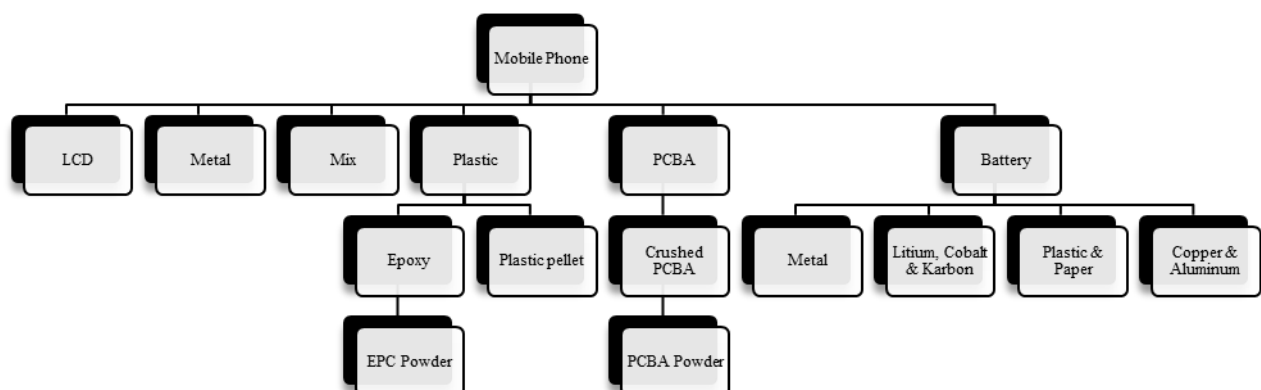 Mobile Phone
LCD
Metal
Mix
Plastic
PCBA
Battery
Epoxy
Plastic pellet
Crushed
PCBA
Metal
Litium, Cobalt
& Karbon
Plastic &
Paper
Copper &
Aluminum
EPC Powder
PCBA Powder